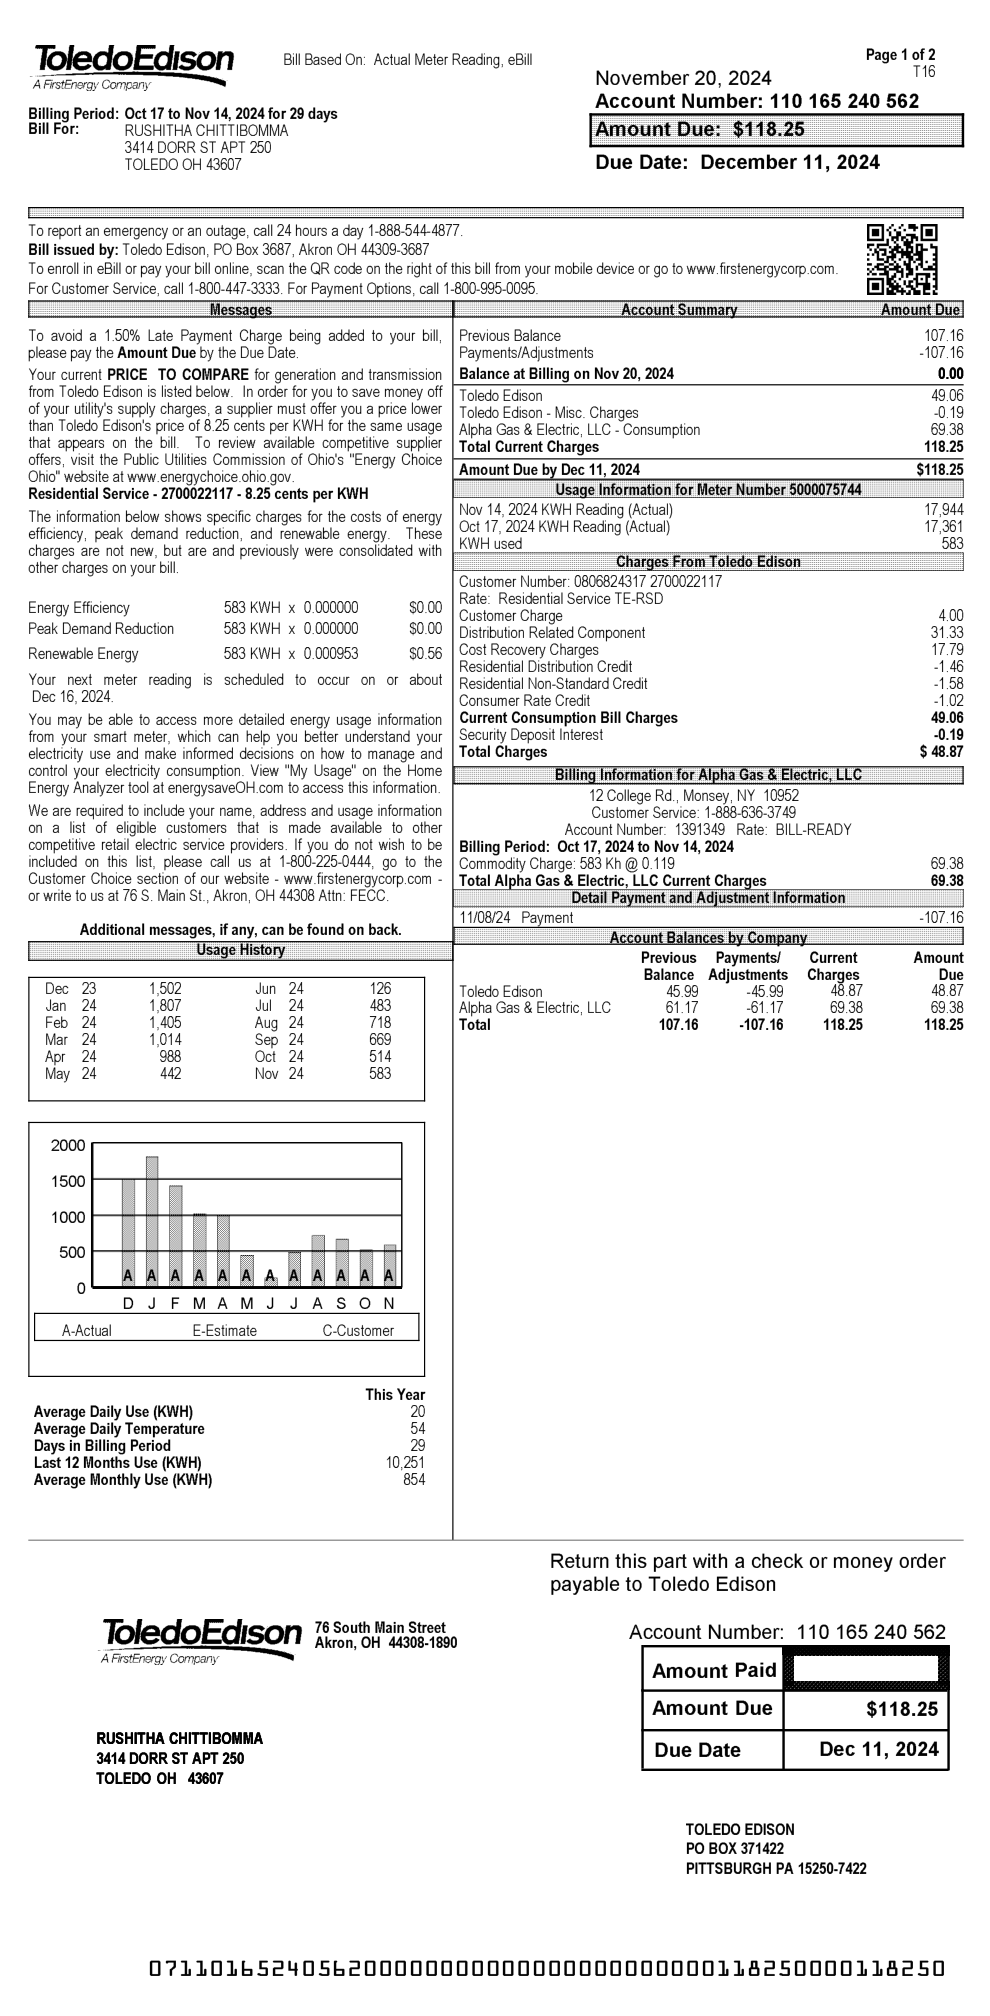 ToledoEdison
A FirstEnergy Company
Bill Based On: Actual Meter Reading, eBill
Page 1 of 2
T16
November 20, 2024
Account Number: 110 165 240 562
Amount Due: $118.25
Due Date: December 11, 2024
Billing Period: Oct 17 to Nov 14, 2024 for 29 days
Bill For: RUSHITHA CHITTIBOMMA
3414 DORR ST APT 250
TOLEDO OH 43607
To report an emergency or an outage, call 24 hours a day 1-888-544-4877.
Bill issued by: Toledo Edison, PO Box 3687, Akron OH 44309-3687
To enroll in eBill or pay your bill online, scan the QR code on the right of this bill from your mobile device or go to www.firstenergycorp.com.
For Customer Service, call 1-800-447-3333. For Payment Options, call 1-800-995-0095.
Messages
To avoid a 1.50% Late Payment Charge being added to your bill,
please pay the Amount Due by the Due Date.
Your current PRICE TO COMPARE for generation and transmission
from Toledo Edison is listed below. In order for you to save money off
of your utility's supply charges, a supplier must offer you a price lower
than Toledo Edison's price of 8.25 cents per KWH for the same usage
that appears on the bill. To review available competitive supplier
offers, visit the Public Utilities Commission of Ohio's "Energy Choice
Ohio" website at www.energychoice.ohio.gov.
Residential Service - 2700022117 - 8.25 cents per KWH
The information below shows specific charges for the costs of energy
efficiency, peak demand reduction, and renewable energy. These
charges are not new, but are and previously were consolidated with
other charges on your bill.
Energy Efficiency 583 KWH x 0.000000 $0.00
Peak Demand Reduction 583 KWH x 0.000000 $0.00
Renewable Energy 583 KWH x 0.000953 $0.56
Your next meter reading is scheduled to occur on or about
Dec 16, 2024.
You may be able to access more detailed energy usage information
from your smart meter, which can help you better understand your
electricity use and make informed decisions on how to manage and
control your electricity consumption. View "My Usage" on the Home
Energy Analyzer tool at energysaveOH.com to access this information.
We are required to include your name, address and usage information
on a list of eligible customers that is made available to other
competitive retail electric service providers. If you do not wish to be
included on this list, please call us at 1-800-225-0444, go to the
Customer Choice section of our website - www.firstenergycorp.com -
or write to us at 76 S. Main St., Akron, OH 44308 Attn: FECC.
Additional messages, if any, can be found on back.
Usage History
Dec 23 1,502 Jun 24 126
Jan 24 1,807 Jul 24 483
Feb 24 1,405 Aug 24 718
Mar 24 1,014 Sep 24 669
Apr 24 988 Oct 24 514
May 24 442 Nov 24 583
2000
1500
1000
500
0
A A A A A A A A A A A A
D J F M A M J J A S O N
A-Actual E-Estimate C-Customer
This Year
Average Daily Use (KWH) 20
Average Daily Temperature 54
Days in Billing Period 29
Last 12 Months Use (KWH) 10,251
Average Monthly Use (KWH) 854
Account Summary Amount Due
Previous Balance 107.16
Payments/Adjustments -107.16
Balance at Billing on Nov 20, 2024 0.00
Toledo Edison 49.06
Toledo Edison - Misc. Charges -0.19
Alpha Gas & Electric, LLC - Consumption 69.38
Total Current Charges 118.25
Amount Due by Dec 11, 2024 $118.25
Usage Information for Meter Number 5000075744
Nov 14, 2024 KWH Reading (Actual) 17,944
Oct 17, 2024 KWH Reading (Actual) 17,361
KWH used 583
Charges From Toledo Edison
Customer Number: 0806824317 2700022117
Rate: Residential Service TE-RSD
Customer Charge 4.00
Distribution Related Component 31.33
Cost Recovery Charges 17.79
Residential Distribution Credit -1.46
Residential Non-Standard Credit -1.58
Consumer Rate Credit -1.02
Current Consumption Bill Charges 49.06
Security Deposit Interest -0.19
Total Charges $ 48.87
Billing Information for Alpha Gas & Electric, LLC
12 College Rd., Monsey, NY 10952
Customer Service: 1-888-636-3749
Account Number: 1391349 Rate: BILL-READY
Billing Period: Oct 17, 2024 to Nov 14, 2024
Commodity Charge: 583 Kh @ 0.119 69.38
Total Alpha Gas & Electric, LLC Current Charges 69.38
Detail Payment and Adjustment Information
11/08/24 Payment -107.16
Account Balances by Company
Previous Payments/ Current Amount
Balance Adjustments Charges Due
Toledo Edison 45.99 -45.99 48.87 48.87
Alpha Gas & Electric, LLC 61.17 -61.17 69.38 69.38
Total 107.16 -107.16 118.25 118.25
Return this part with a check or money order
payable to Toledo Edison
ToledoEdison
A FirstEnergy Company
76 South Main Street
Akron, OH 44308-1890
Account Number: 110 165 240 562
Amount Paid
Amount Due $118.25
Due Date Dec 11, 2024
RUSHITHA CHITTIBOMMA
3414 DORR ST APT 250
TOLEDO OH 43607
TOLEDO EDISON
PO BOX 371422
PITTSBURGH PA 15250-7422